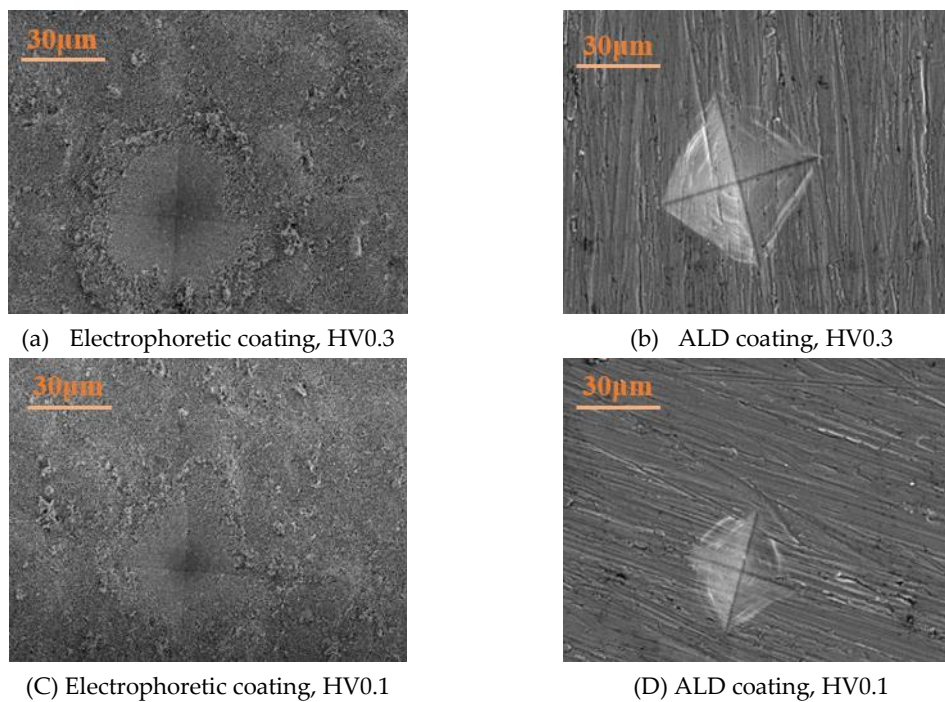 30μm
30μm
(a) Electrophoretic coating, HV0.3
(b) ALD coating, HV0.3
30μm
30μm
(C) Electrophoretic coating, HV0.1
(D) ALD coating, HV0.1